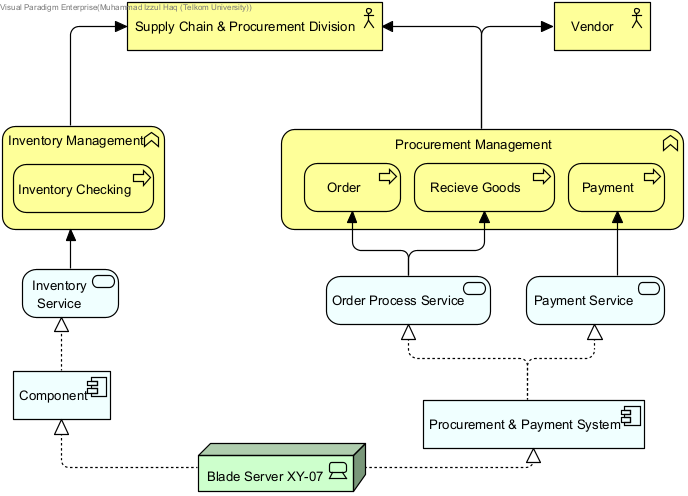 Visual Paradigm Enterprise(Muhammad Izzul Haq (Telkom University))
Supply Chain & Procurement Division
Vendor
Inventory Management
Procurement Management
Inventory Checking
Order
Recieve Goods
Payment
Inventory
Service
Order Process Service
Payment Service
Component
Procurement & Payment System
Blade Server XY-07